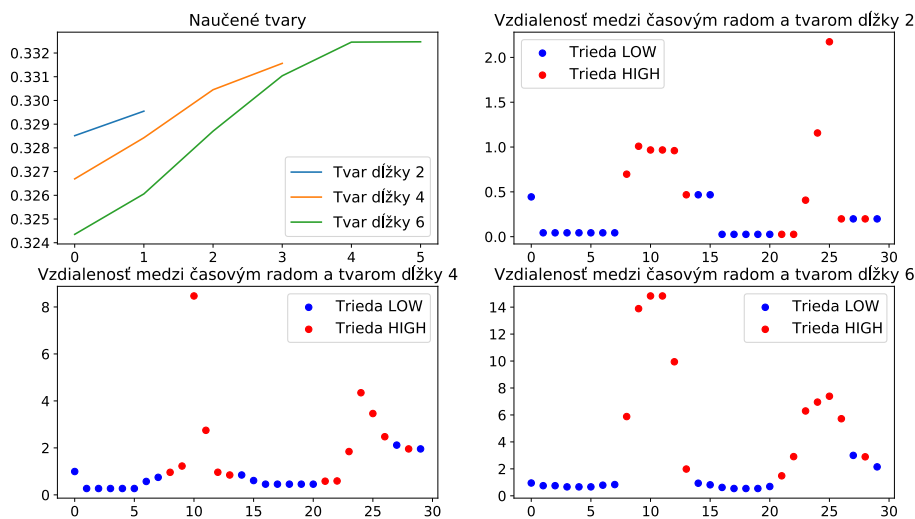 Naučené tvary
0.332
0.331
0.330
0.329
0.328
0.327
0.326
0.325
0.324
0 1 2 3 4 5
Tvar dĺžky 2
Tvar dĺžky 4
Tvar dĺžky 6
Vzdialenosť medzi časovým radom a tvarom dĺžky 2
2.0
1.5
1.0
0.5
0.0
0 5 10 15 20 25 30
Trieda LOW
Trieda HIGH
Vzdialenosť medzi časovým radom a tvarom dĺžky 4
8
6
4
2
0
0 5 10 15 20 25 30
Trieda LOW
Trieda HIGH
Vzdialenosť medzi časovým radom a tvarom dĺžky 6
14
12
10
8
6
4
2
0
0 5 10 15 20 25 30
Trieda LOW
Trieda HIGH